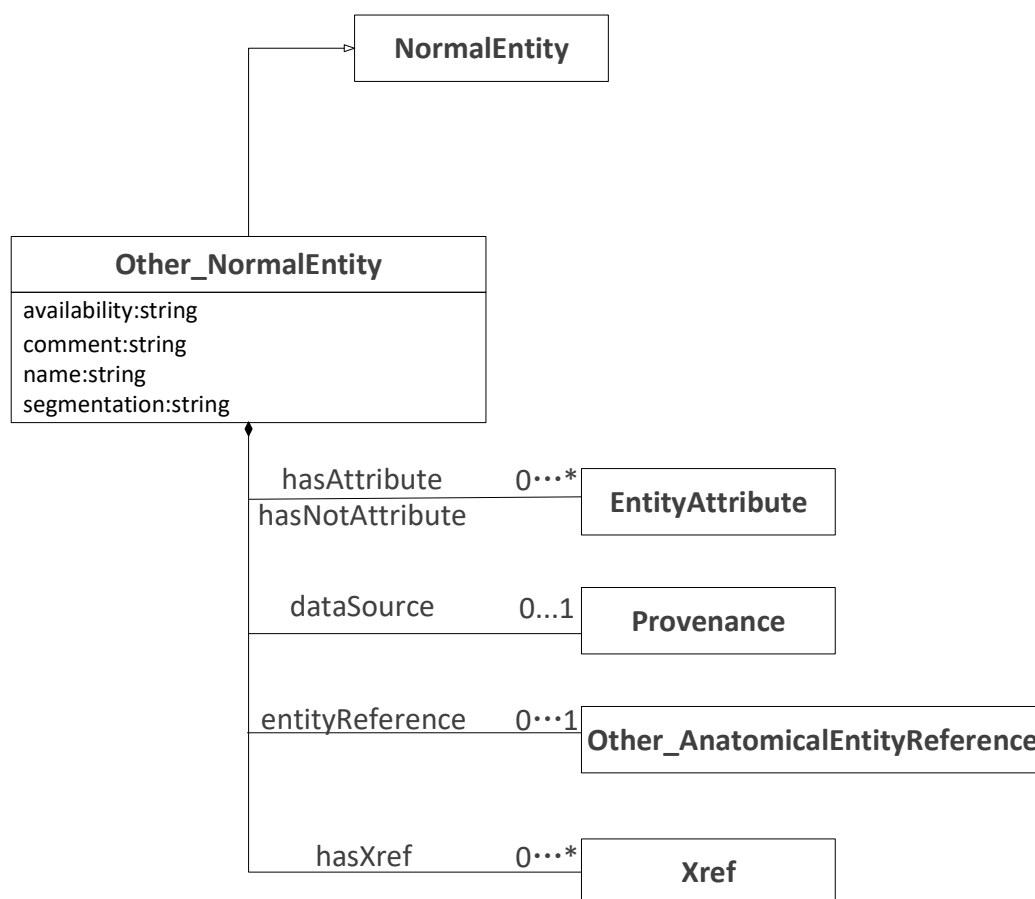 NormalEntity
Other_NormalEntity
availability:string
comment:string
name:string
segmentation:string
hasAttribute 0···*
EntityAttribute
hasNotAttribute
dataSource 0...1
Provenance
entityReference 0···1
Other_AnatomicalEntityReference
hasXref 0···*
Xref